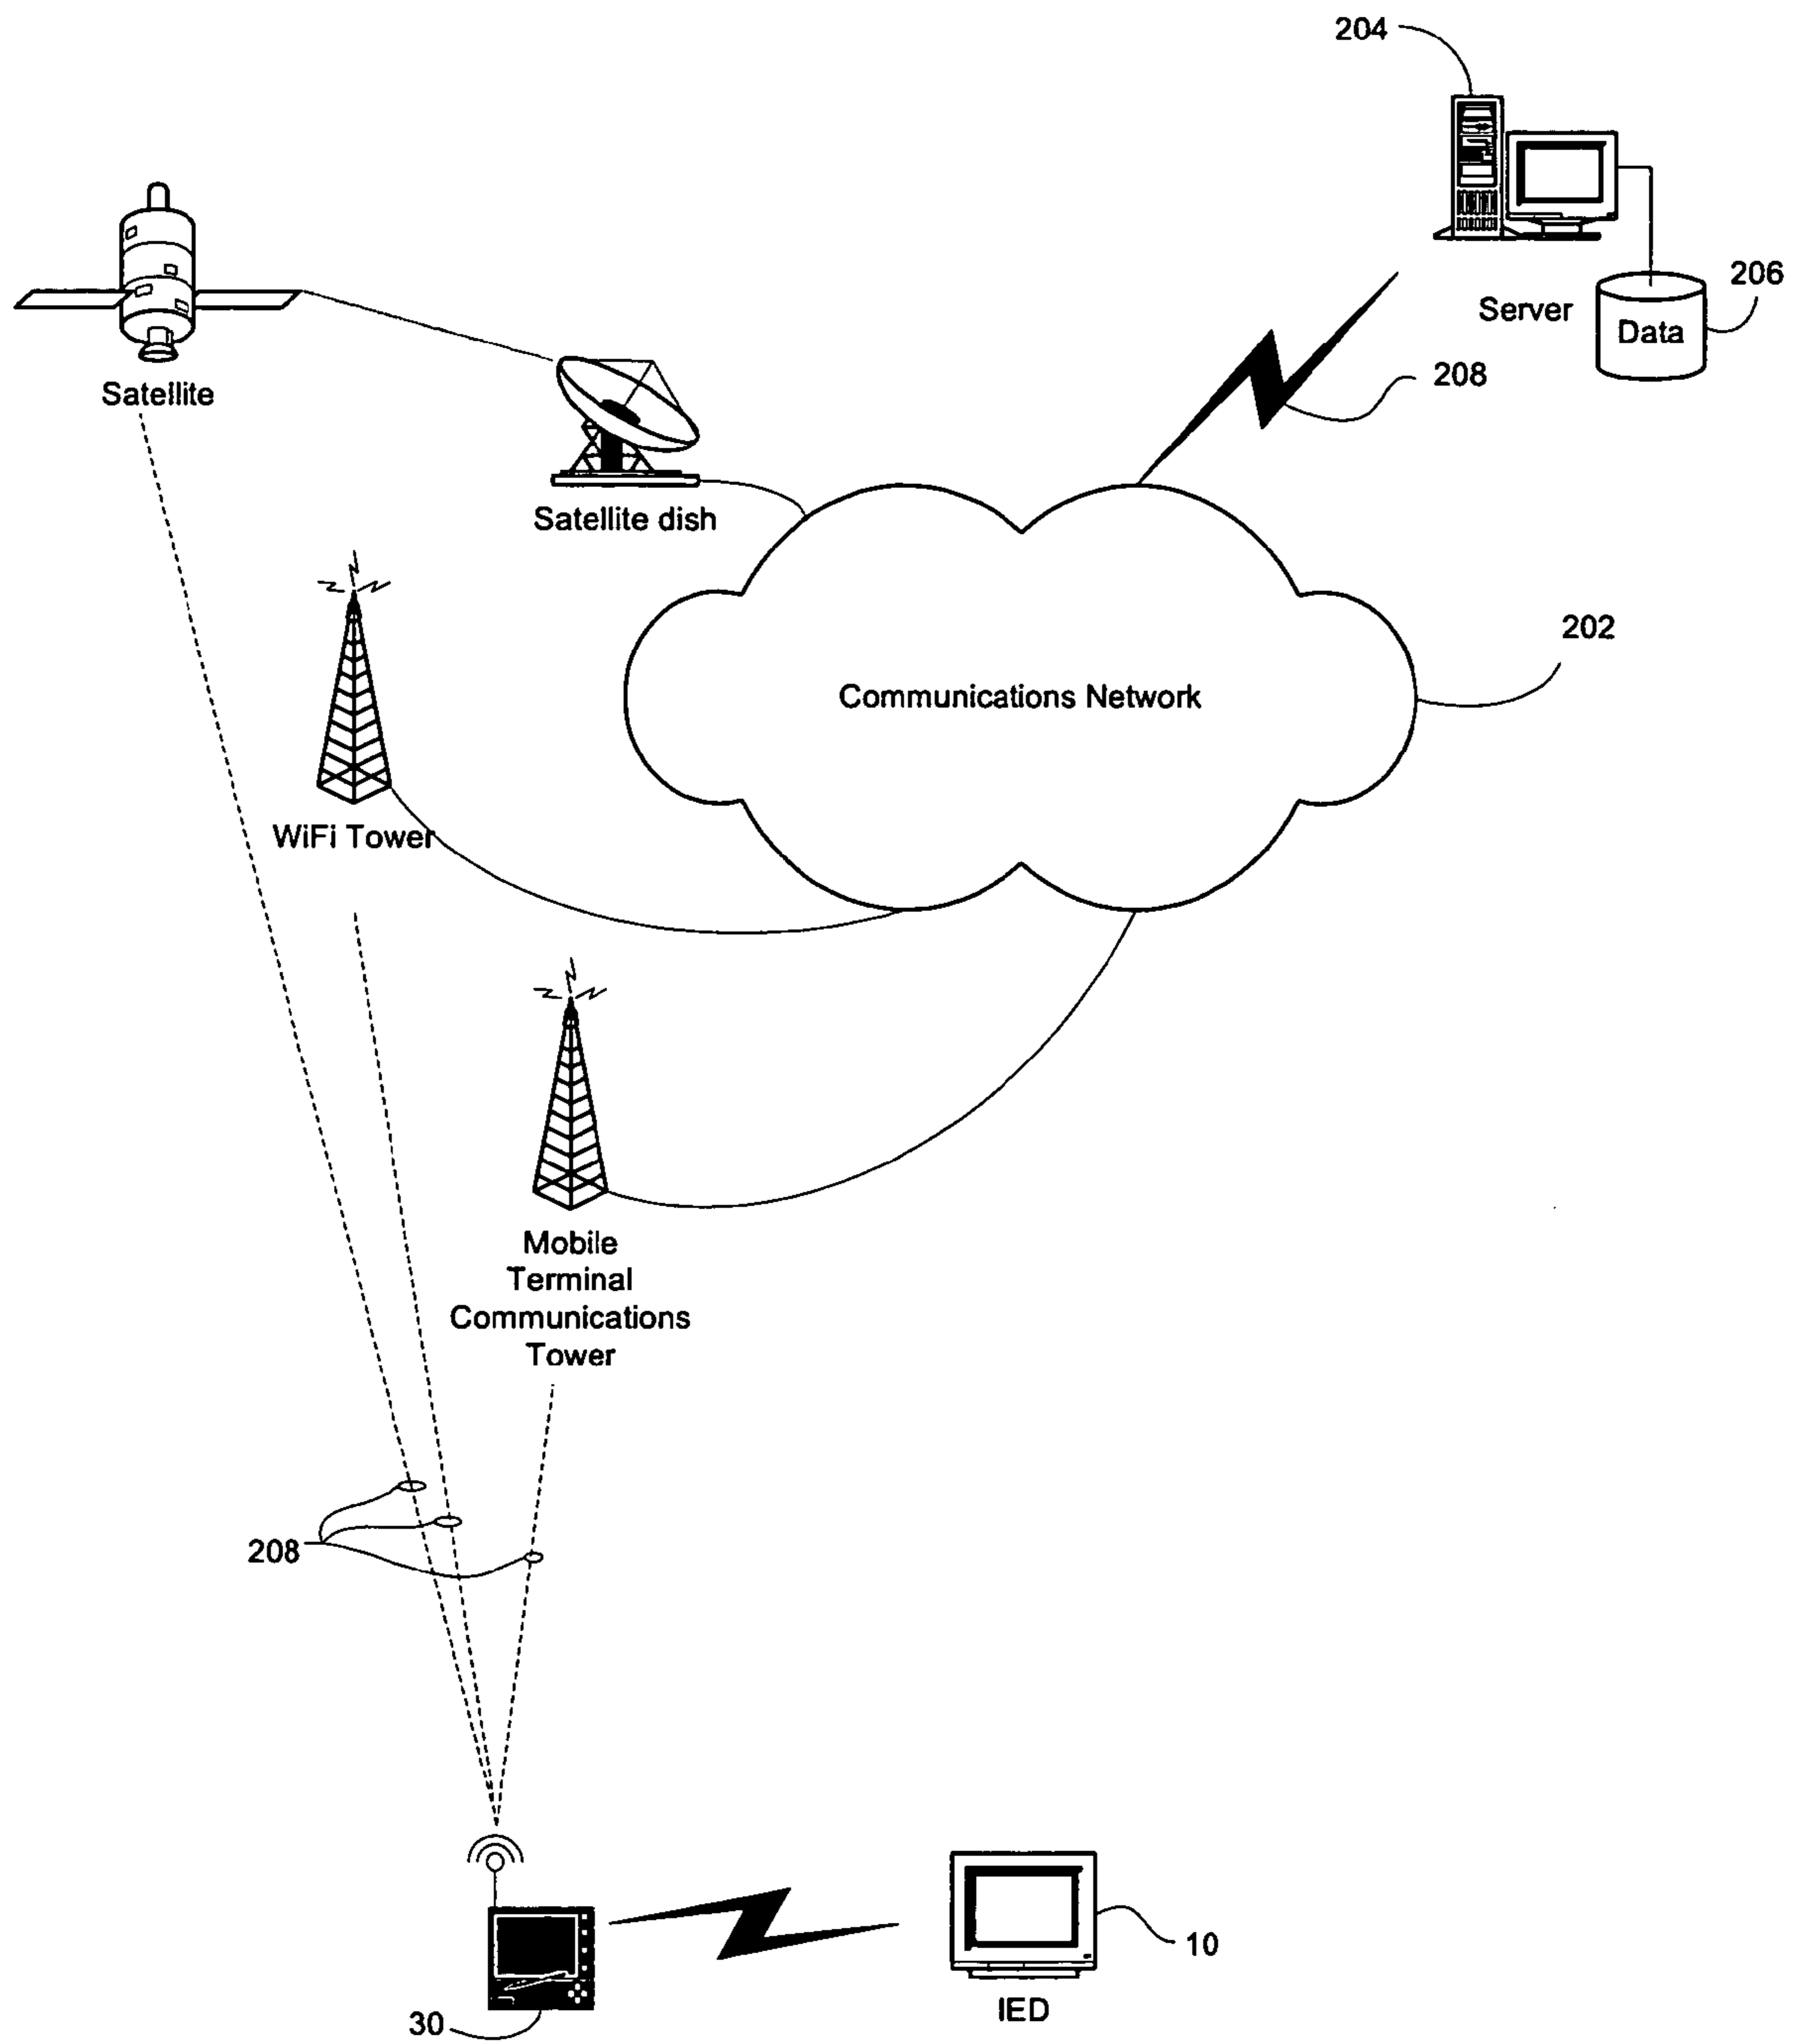 204
206
Server
Data
208
Satellite
Satellite dish
202
Communications Network
WiFi Tower
Mobile
Terminal
Communications
Tower
208
10
IED
30